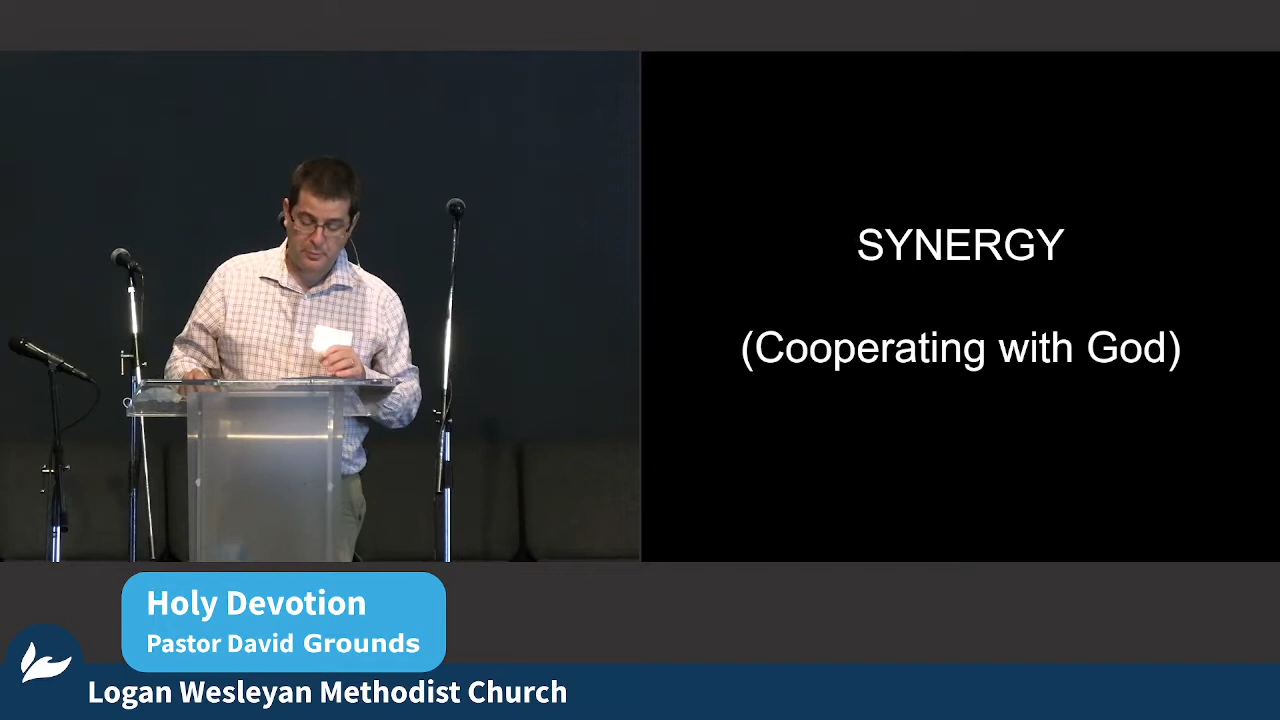 SYNERGY
(Cooperating with God)
Holy Devotion
Pastor David Grounds
Logan Wesleyan Methodist Church